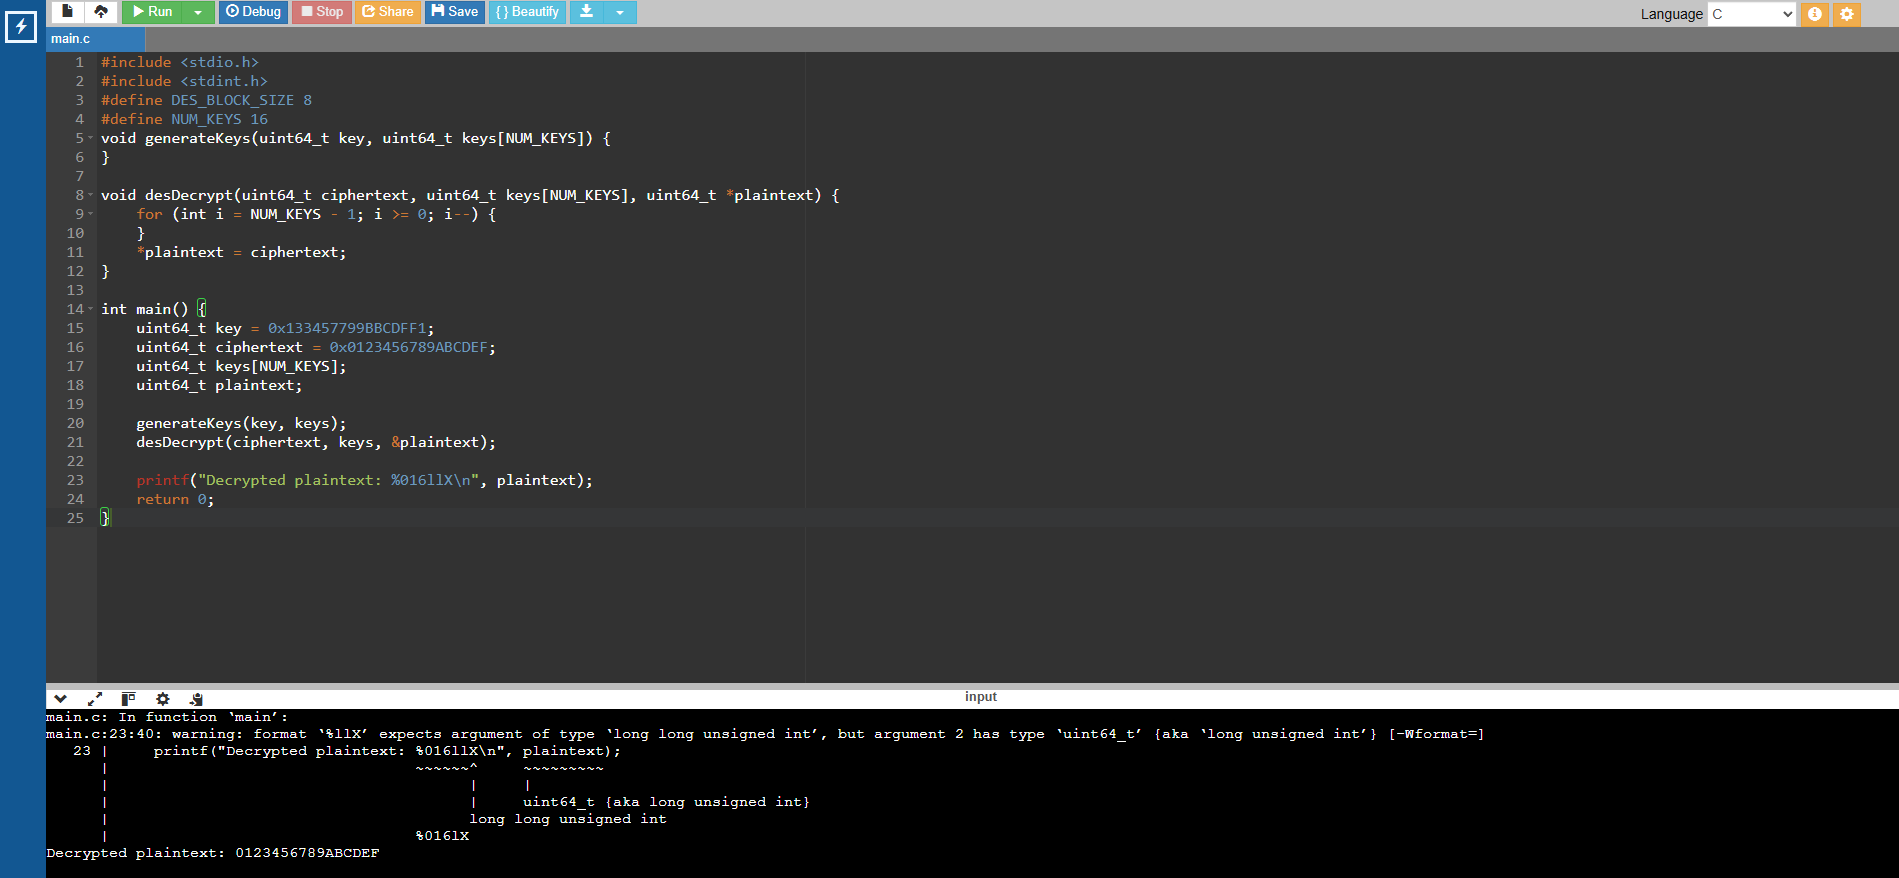 Run Debug Stop Share Save { } Beautify Language C
main.c
1 #include <stdio.h>
2 #include <stdint.h>
3 #define DES_BLOCK_SIZE 8
4 #define NUM_KEYS 16
5 void generateKeys(uint64_t key, uint64_t keys[NUM_KEYS]) {
6 }
7
8 void desDecrypt(uint64_t ciphertext, uint64_t keys[NUM_KEYS], uint64_t *plaintext) {
9     for (int i = NUM_KEYS - 1; i >= 0; i--) {
10     }
11     *plaintext = ciphertext;
12 }
13
14 int main() {
15     uint64_t key = 0x133457799BBCDFF1;
16     uint64_t ciphertext = 0x0123456789ABCDEF;
17     uint64_t keys[NUM_KEYS];
18     uint64_t plaintext;
19
20     generateKeys(key, keys);
21     desDecrypt(ciphertext, keys, &plaintext);
22
23     printf("Decrypted plaintext: %016llX\n", plaintext);
24     return 0;
25 }
input
main.c: In function ‘main’:
main.c:23:40: warning: format ‘%llX’ expects argument of type ‘long long unsigned int’, but argument 2 has type ‘uint64_t’ {aka ‘long unsigned int’} [-Wformat=]
   23 |     printf("Decrypted plaintext: %016llX\n", plaintext);
      |                                  ~~~~~~^     ~~~~~~~~~
      |                                        |     |
      |                                        |     uint64_t {aka long unsigned int}
      |                                        long long unsigned int
      |                                  %016lX
Decrypted plaintext: 0123456789ABCDEF